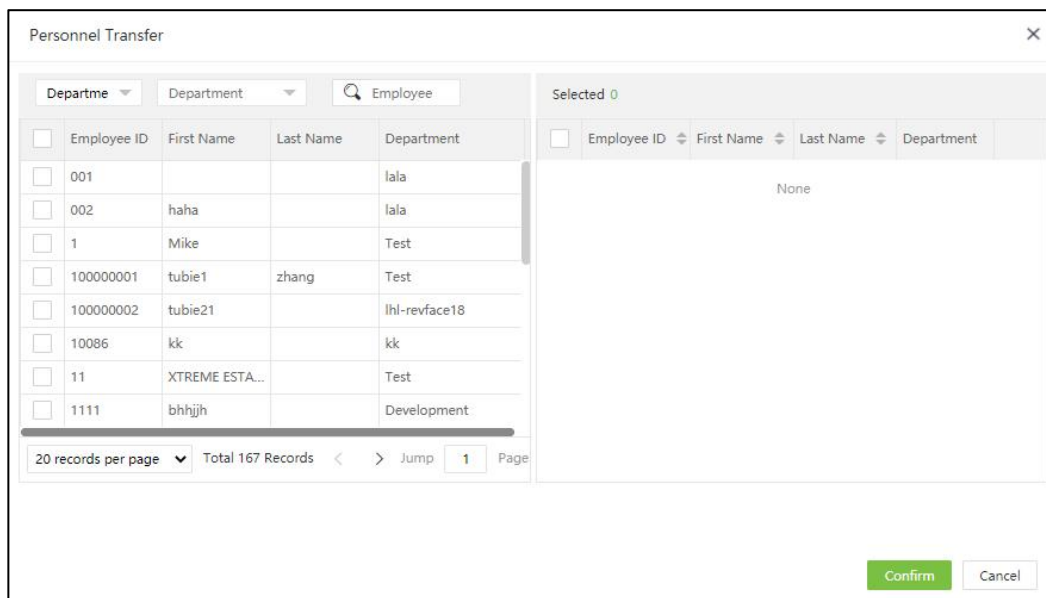 Personnel Transfer
Departme Department Employee
Selected 0
Employee ID First Name Last Name Department
Employee ID First Name Last Name Department
None
001 lala
002 haha lala
1 Mike Test
100000001 tubie1 zhang Test
100000002 tubie21 lhl-revface18
10086 kk kk
11 XTREME ESTA... Test
1111 bhhjjh Development
20 records per page Total 167 Records < > Jump 1 Page
Confirm Cancel